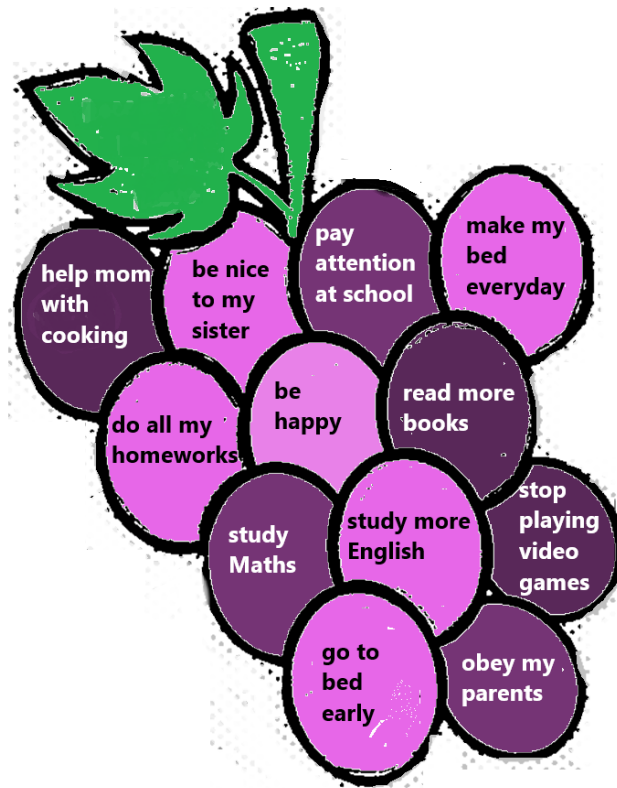 help mom
with
cooking
be nice
to my
sister
pay
attention
at school
make my
bed
everyday
do all my
homeworks
be
happy
read more
books
study
Maths
study more
English
stop
playing
video
games
go to
bed
early
obey my
parents